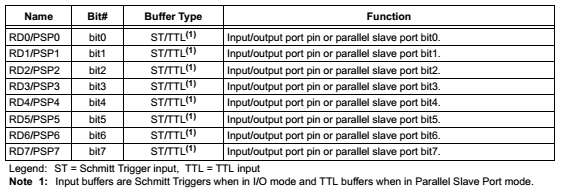 Name Bit# Buffer Type Function
RD0/PSP0 bit0 ST/TTL(1) Input/output port pin or parallel slave port bit0.
RD1/PSP1 bit1 ST/TTL(1) Input/output port pin or parallel slave port bit1.
RD2/PSP2 bit2 ST/TTL(1) Input/output port pin or parallel slave port bit2.
RD3/PSP3 bit3 ST/TTL(1) Input/output port pin or parallel slave port bit3.
RD4/PSP4 bit4 ST/TTL(1) Input/output port pin or parallel slave port bit4.
RD5/PSP5 bit5 ST/TTL(1) Input/output port pin or parallel slave port bit5.
RD6/PSP6 bit6 ST/TTL(1) Input/output port pin or parallel slave port bit6.
RD7/PSP7 bit7 ST/TTL(1) Input/output port pin or parallel slave port bit7.
Legend: ST = Schmitt Trigger input, TTL = TTL input
Note 1: Input buffers are Schmitt Triggers when in I/O mode and TTL buffers when in Parallel Slave Port mode.